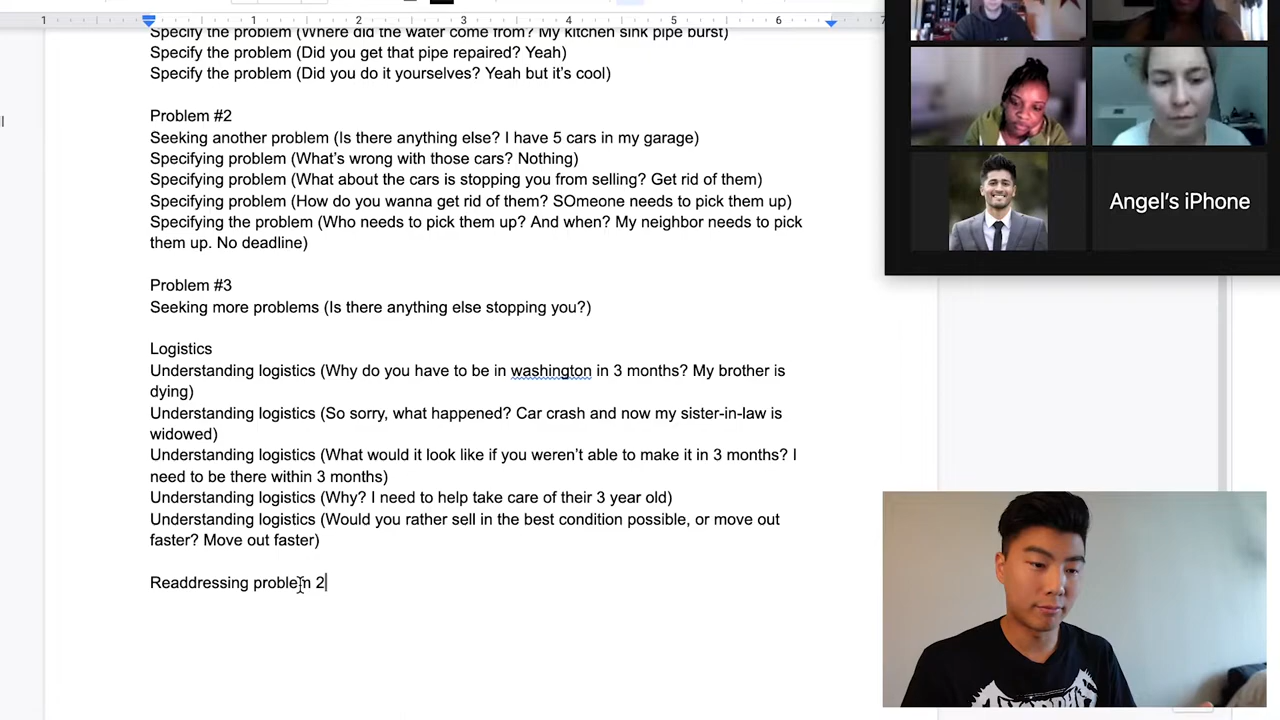 1 1 2 3 4 5 6 7
Specify the problem (Where did the water come from? My kitchen sink pipe burst)
Specify the problem (Did you get that pipe repaired? Yeah)
Specify the problem (Did you do it yourselves? Yeah but it's cool)
Problem #2
Seeking another problem (Is there anything else? I have 5 cars in my garage)
Specifying problem (What's wrong with those cars? Nothing)
Specifying problem (What about the cars is stopping you from selling? Get rid of them)
Specifying problem (How do you wanna get rid of them? SOmeone needs to pick them up)
Specifying the problem (Who needs to pick them up? And when? My neighbor needs to pick
them up. No deadline)
Angel's iPhone
Problem #3
Seeking more problems (Is there anything else stopping you?)
Logistics
Understanding logistics (Why do you have to be in washington in 3 months? My brother is
dying)
Understanding logistics (So sorry, what happened? Car crash and now my sister-in-law is
widowed)
Understanding logistics (What would it look like if you weren't able to make it in 3 months? I
need to be there within 3 months)
Understanding logistics (Why? I need to help take care of their 3 year old)
Understanding logistics (Would you rather sell in the best condition possible, or move out
faster? Move out faster)
Readdressing problem 2